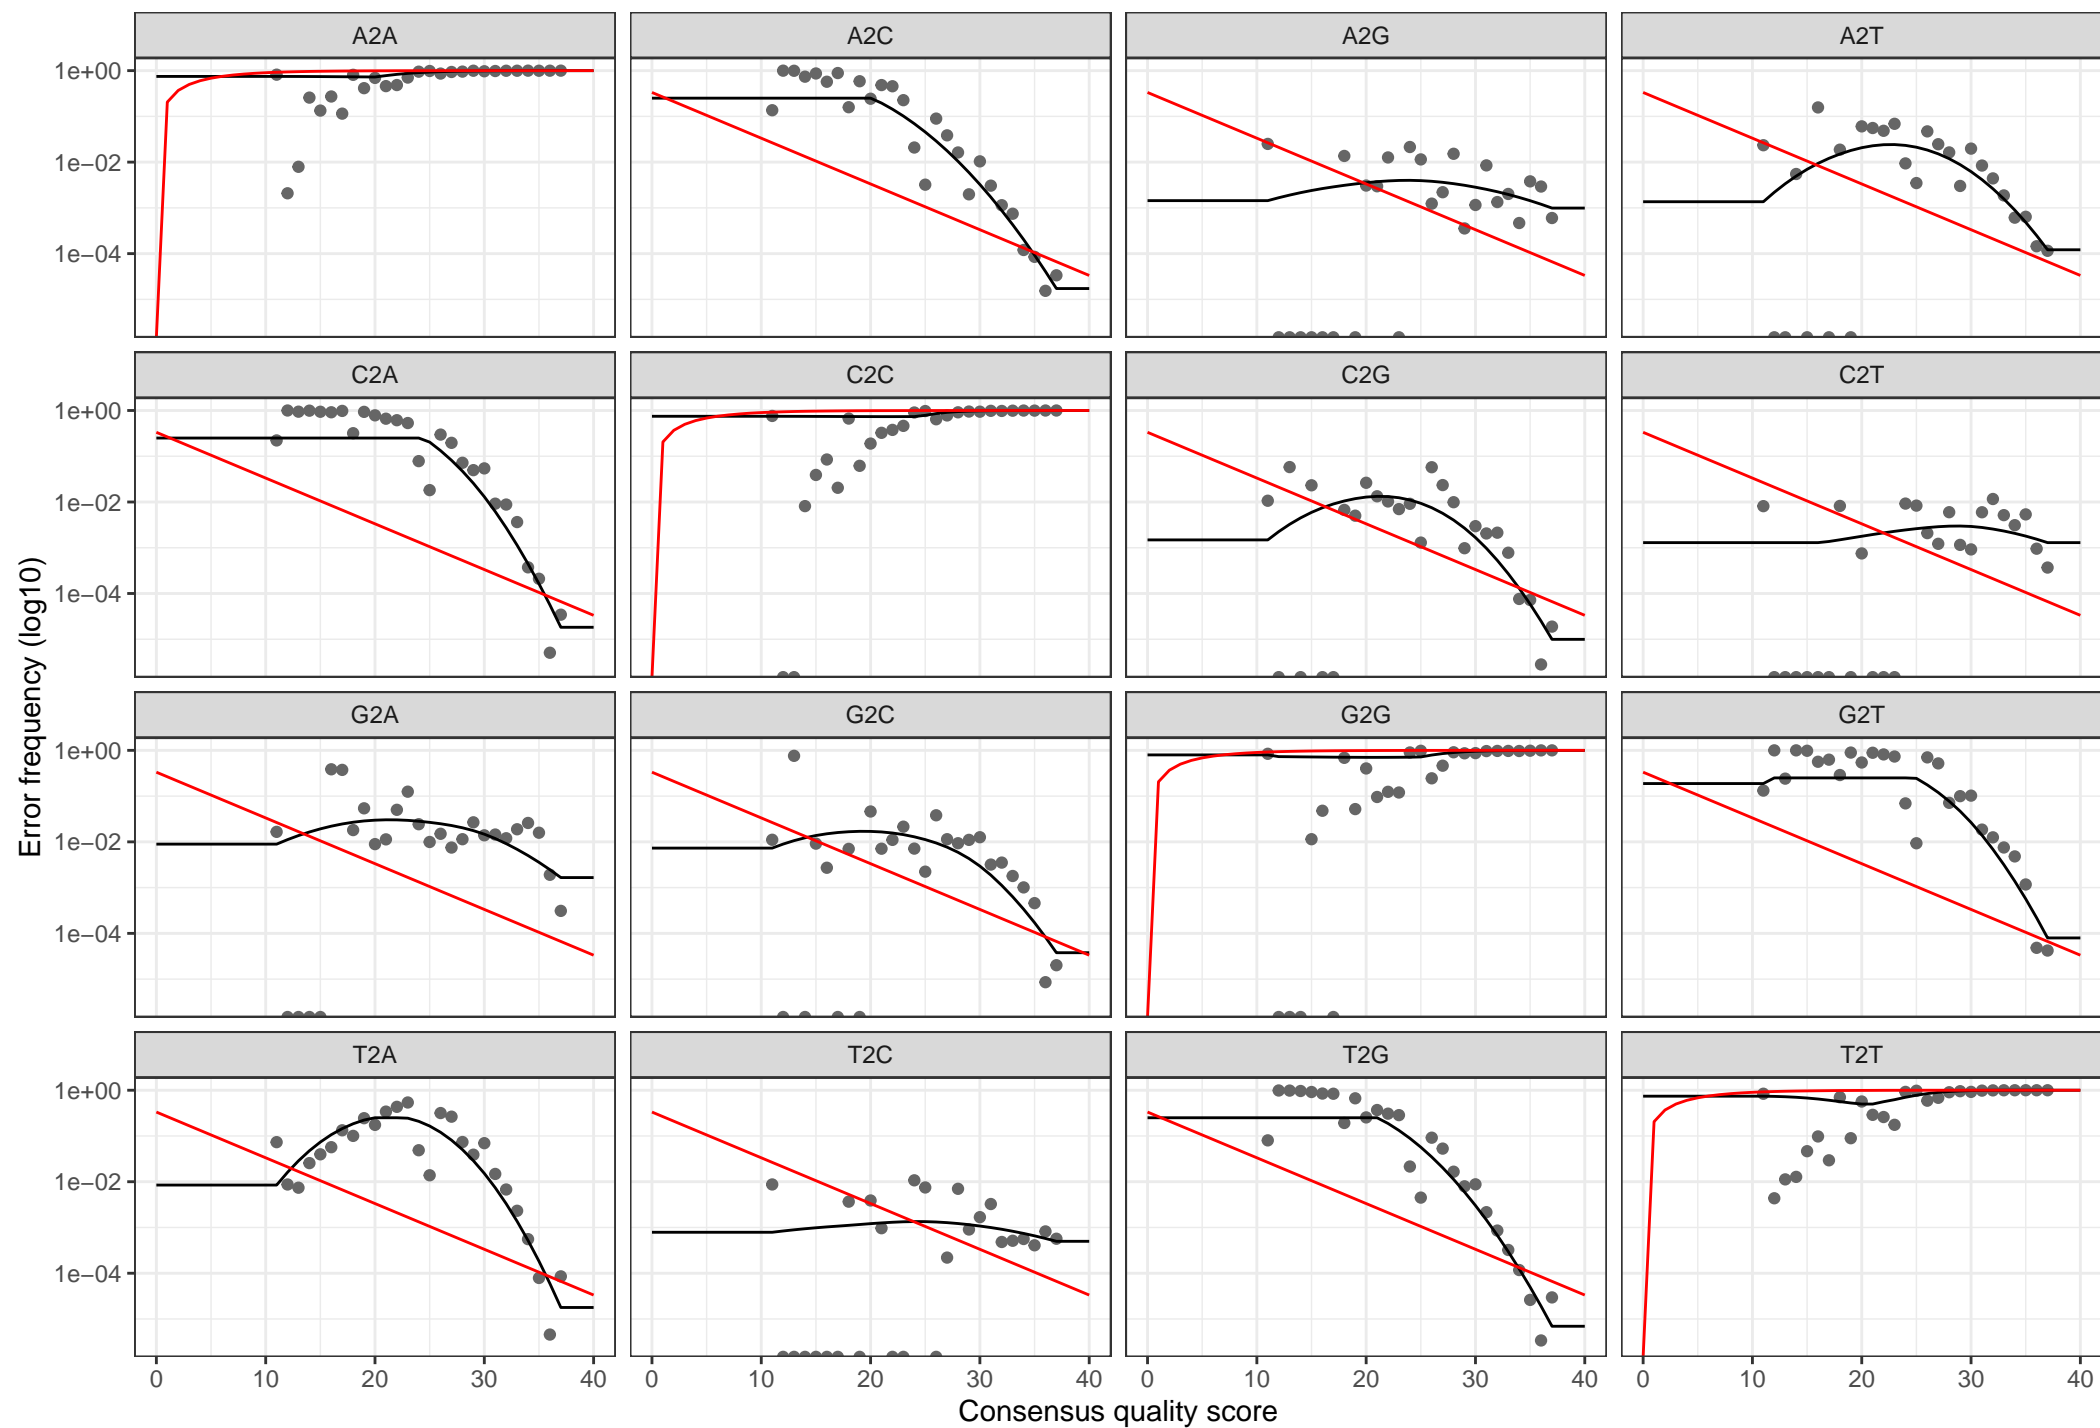 A2A A2C A2G A2T
1e+00
1e−02
1e−04
C2A C2C C2G C2T
1e+00
1e−02
1e−04
G2A G2C G2G G2T
1e+00
1e−02
1e−04
T2A T2C T2G T2T
1e+00
1e−02
1e−04
0 10 20 30 40 0 10 20 30 40 0 10 20 30 40 0 10 20 30 40
Consensus quality score
Error frequency (log10)